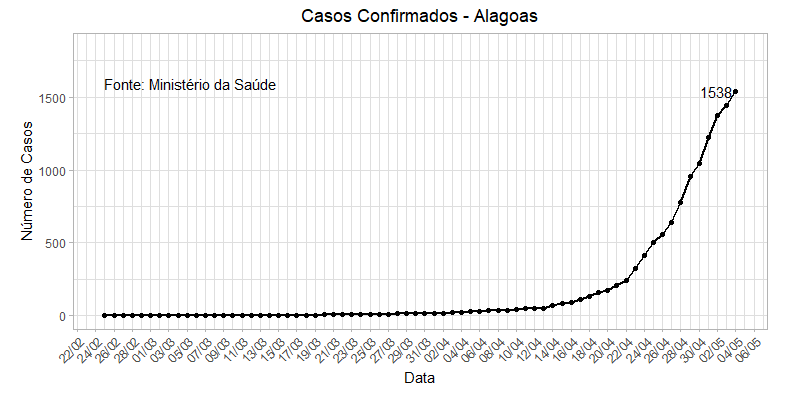 Casos Confirmados - Alagoas
Fonte: Ministério da Saúde
1538
Número de Casos
1500
1000
500
0
22/02 24/02 26/02 28/02 01/03 03/03 05/03 07/03 09/03 11/03 13/03 15/03 17/03 19/03 21/03 23/03 25/03 27/03 29/03 31/03 02/04 04/04 06/04 08/04 10/04 12/04 14/04 16/04 18/04 20/04 22/04 24/04 26/04 28/04 30/04 02/05 04/05 06/05
Data